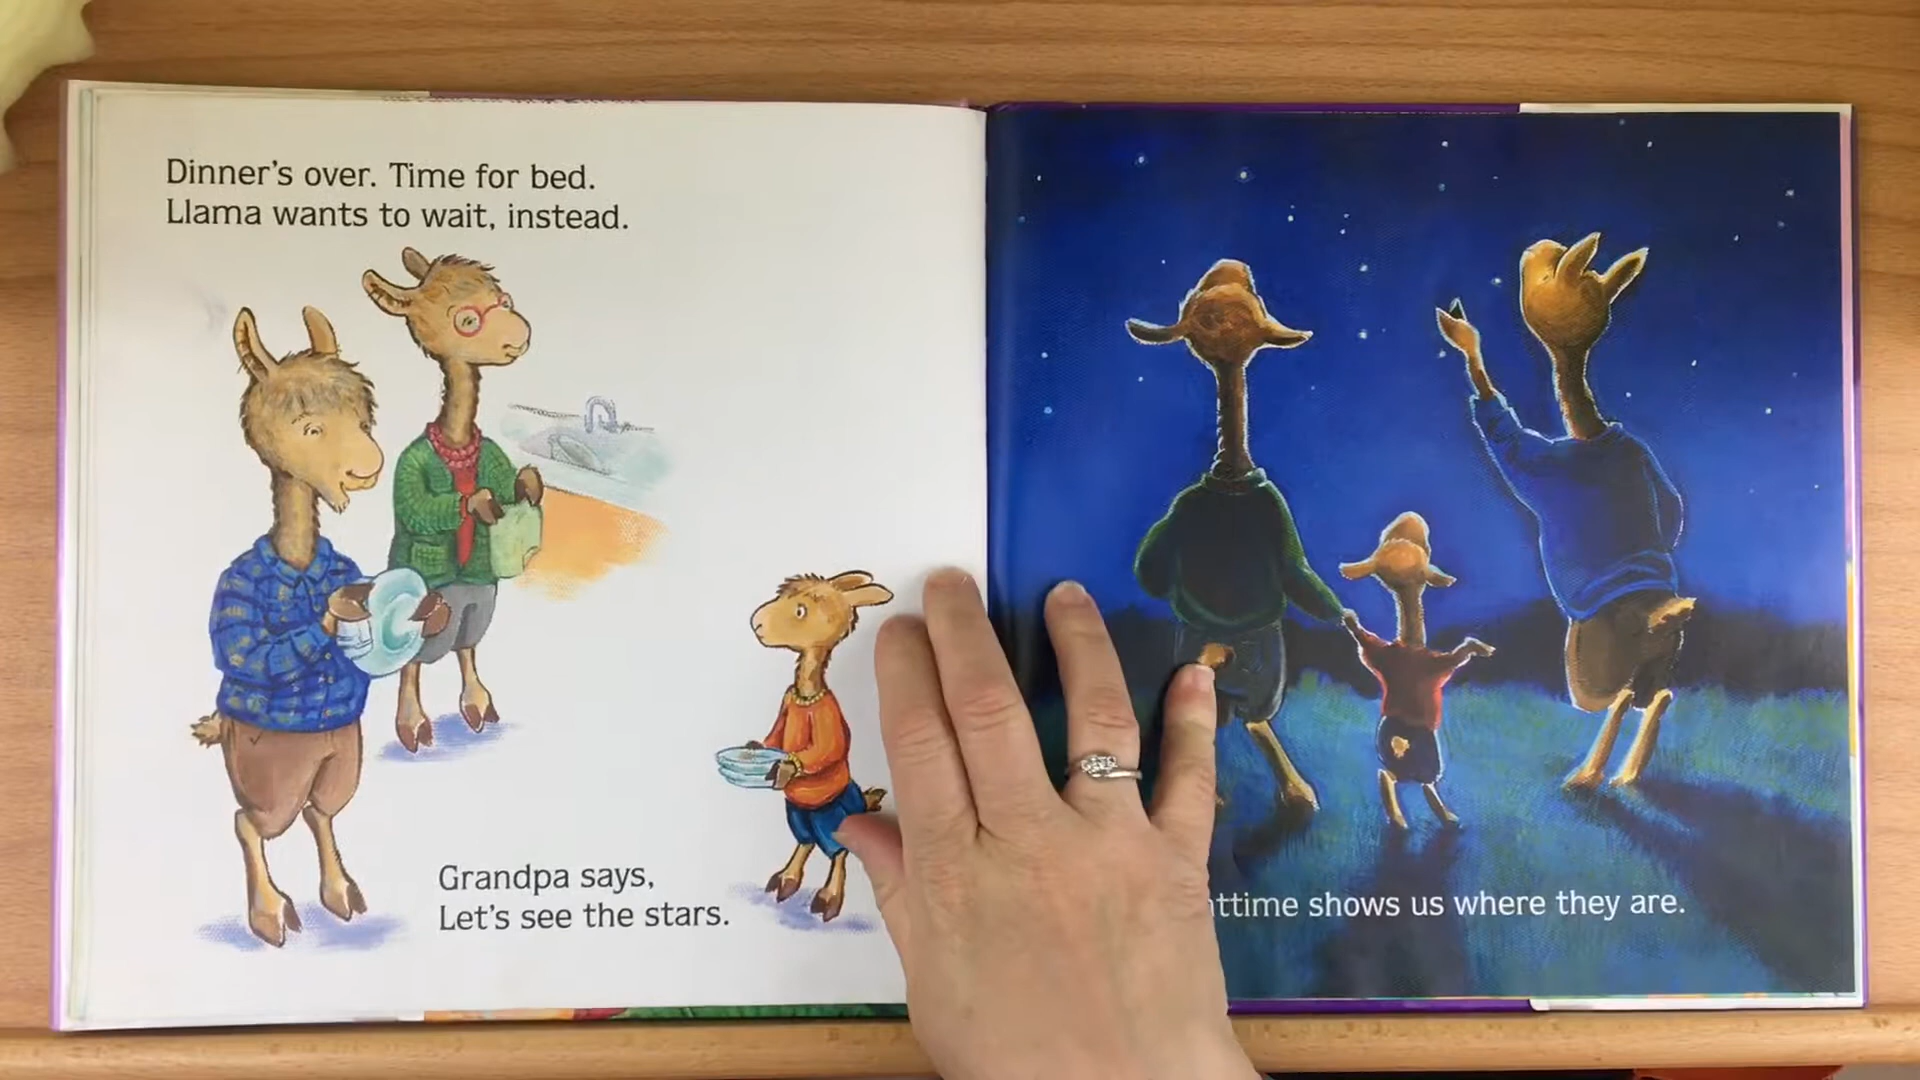 Dinner's over. Time for bed.
Llama wants to wait, instead.
Grandpa says,
Let's see the stars.
shows us where they are.